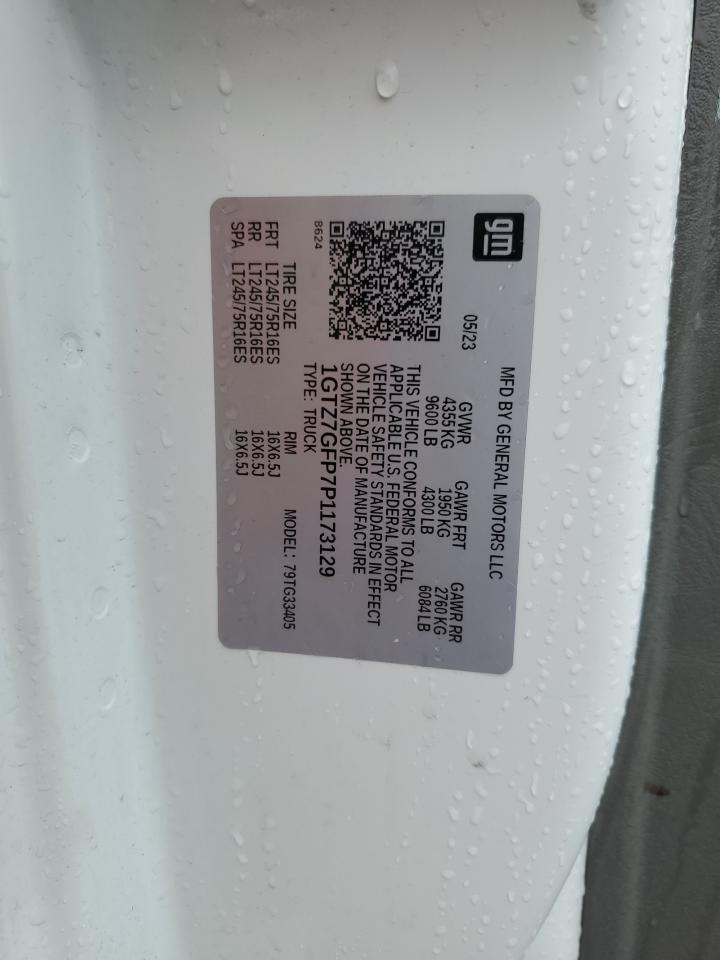 gm
MFD BY GENERAL MOTORS LLC
05/23
GVWR GAWR FRT GAWR RR
4355 KG 1950 KG 2760 KG
9600 LB 4300 LB 6084 LB
THIS VEHICLE CONFORMS TO ALL
APPLICABLE U.S. FEDERAL MOTOR
VEHICLE SAFETY STANDARDS IN EFFECT
ON THE DATE OF MANUFACTURE
SHOWN ABOVE.
1GTZ7GFP7P1173129
TYPE: TRUCK
8624
MODEL: 79TG33405
TIRE SIZE RIM
FRT LT245/75R16ES 16X6.5J
RR LT245/75R16ES 16X6.5J
SPA LT245/75R16ES 16X6.5J